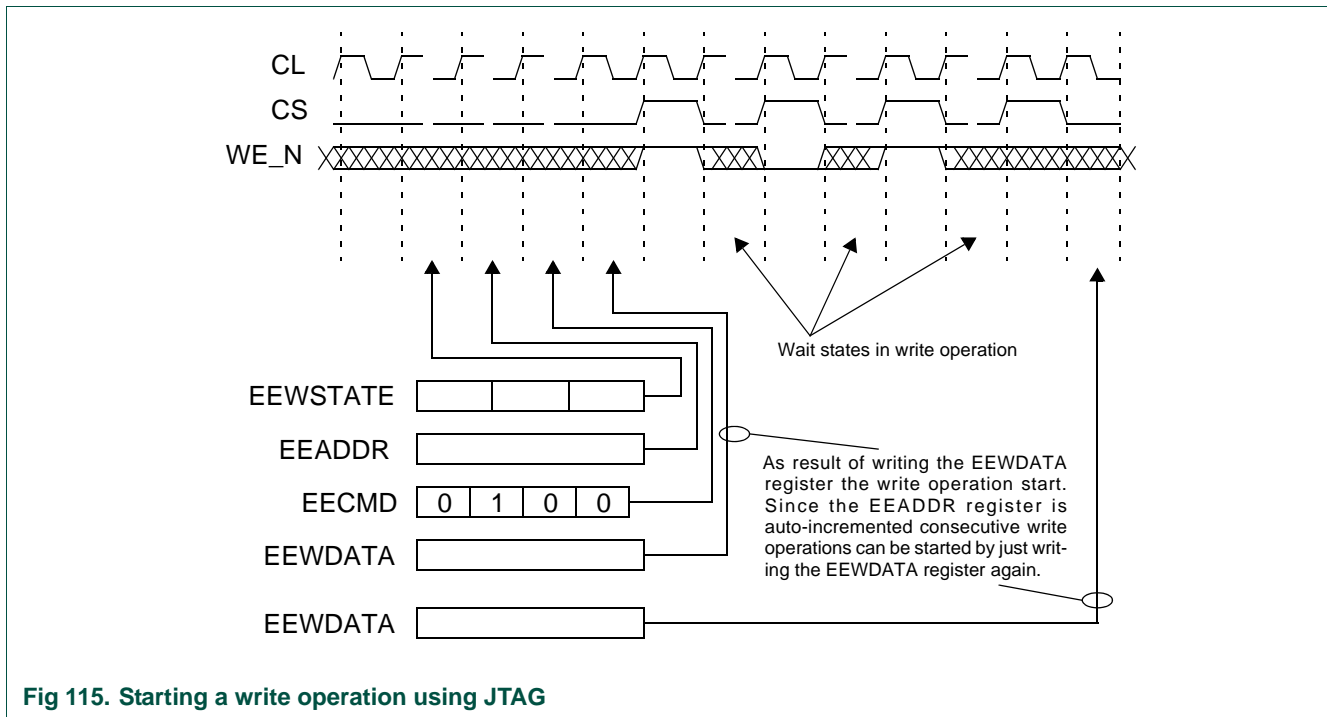 CL
CS
WE_N
Wait states in write operation
EEWSTATE
EEADDR
As result of writing the EEWDATA
register the write operation start.
Since the EEADDR register is
auto-incremented consecutive write
operations can be started by just writ-
ing the EEWDATA register again.
EECMD 0 1 0 0
EEWDATA
EEWDATA
Fig 115. Starting a write operation using JTAG